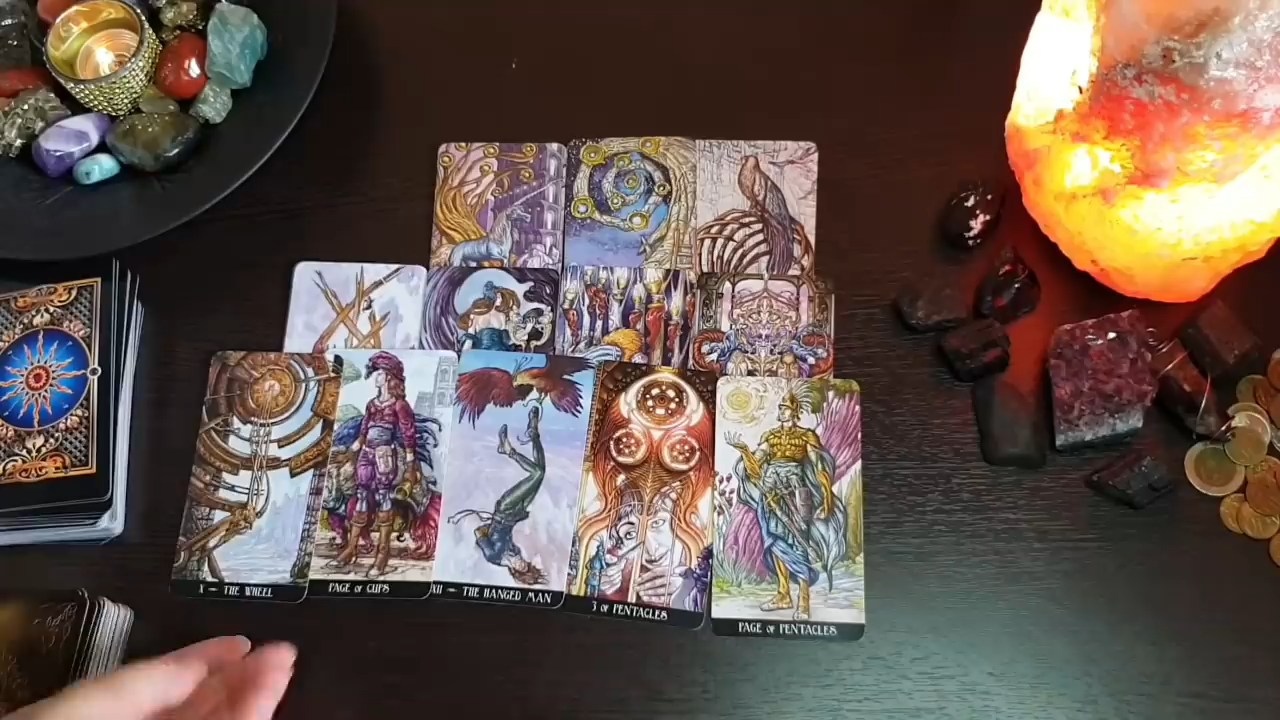 X — THE WHEEL
PAGE OF CUPS
XII — THE HANGED MAN
3 OF PENTACLES
PAGE OF PENTACLES